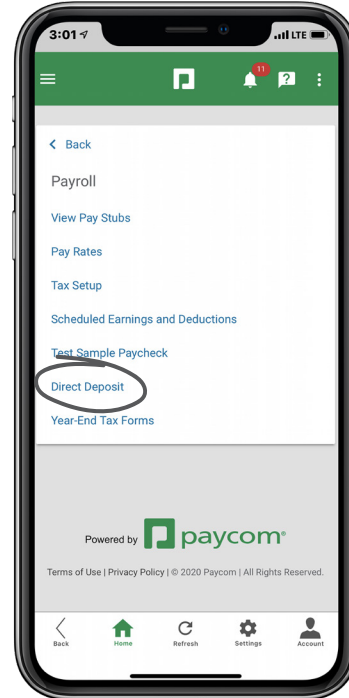 3:01 LTE
11
?
Back
Payroll
View Pay Stubs
Pay Rates
Tax Setup
Scheduled Earnings and Deductions
Test Sample Paycheck
Direct Deposit
Year-End Tax Forms
Powered by paycom®
Terms of Use | Privacy Policy | © 2020 Paycom | All Rights Reserved.
Back Home Refresh Settings Account